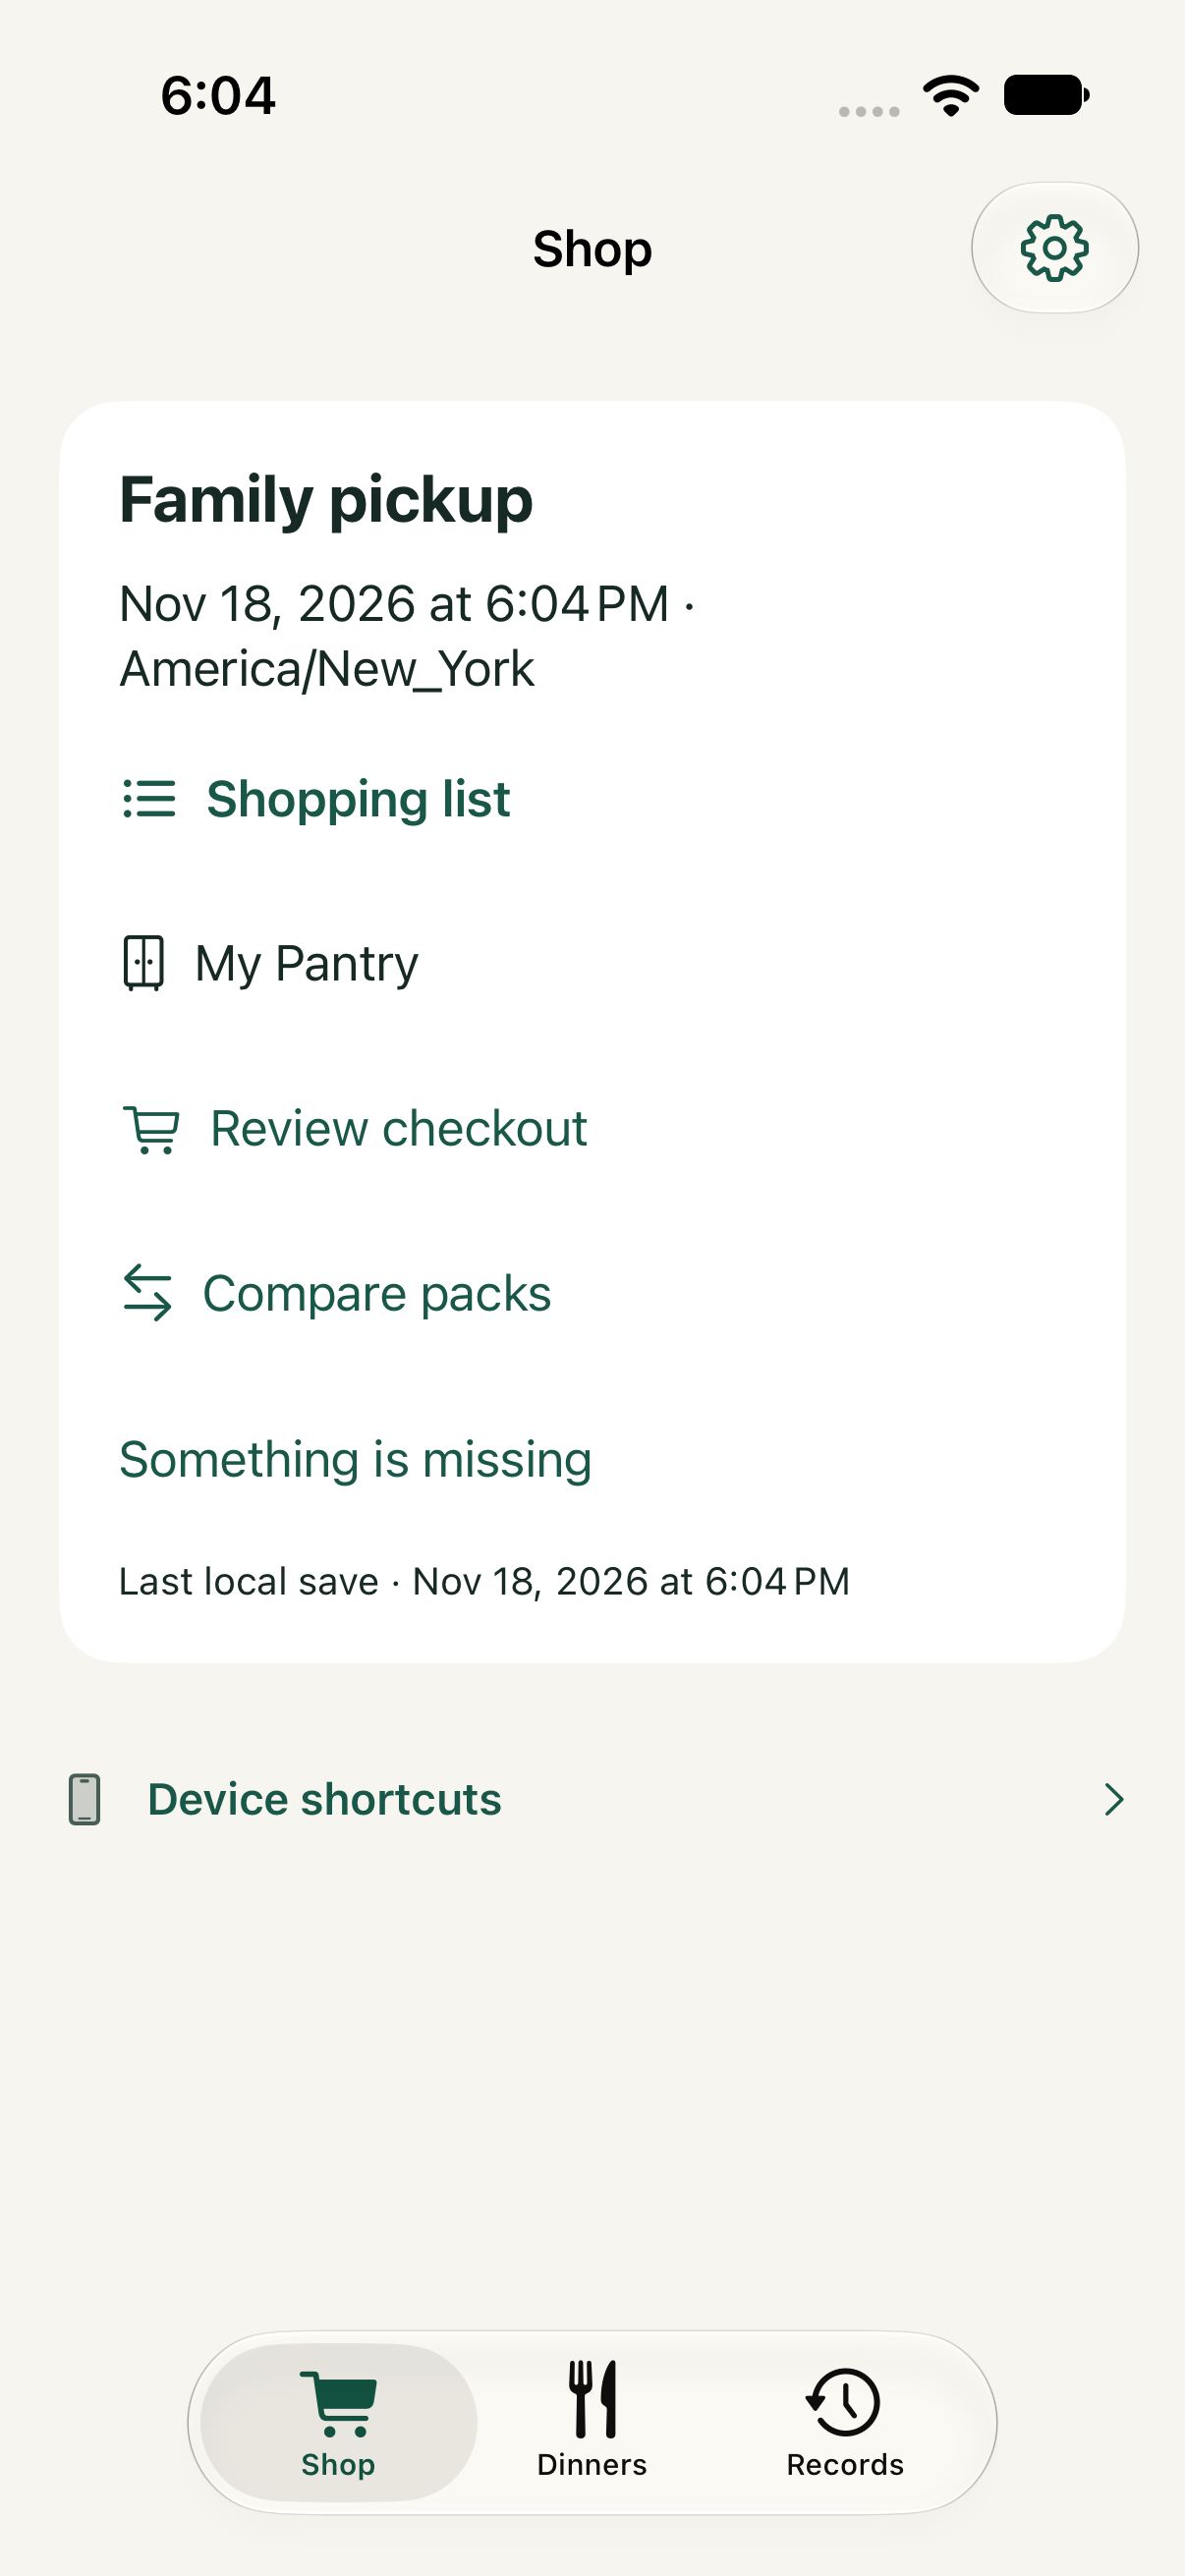 6:04
Shop
Family pickup
Nov 18, 2026 at 6:04 PM ·
America/New_York
Shopping list
My Pantry
Review checkout
Compare packs
Something is missing
Last local save · Nov 18, 2026 at 6:04 PM
Device shortcuts
Shop
Dinners
Records